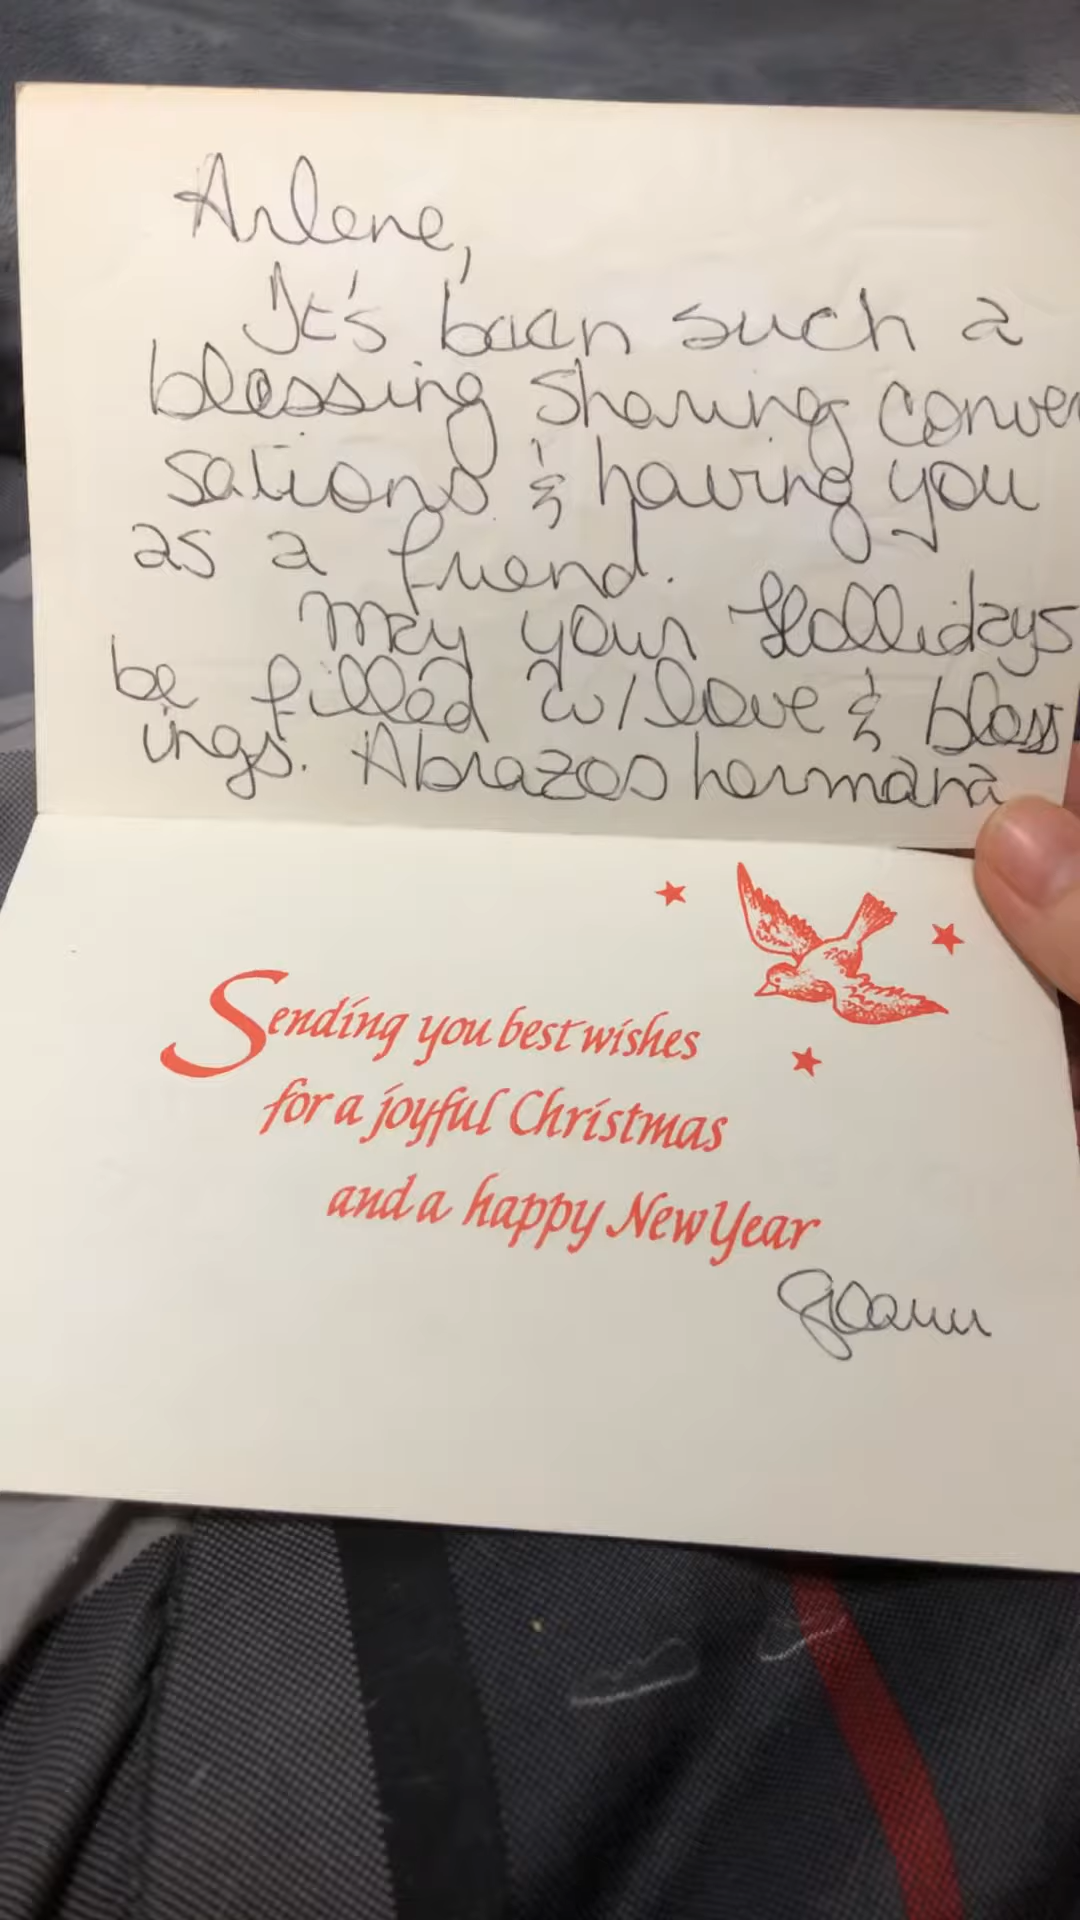 Arlene,
It's been such a
blessing sharing conver
sations & having you
as a friend.
May your Hollidays
be filled w/ love & bless
ings. Abrazos hermana
Sending you best wishes
for a joyful Christmas
and a happy New Year